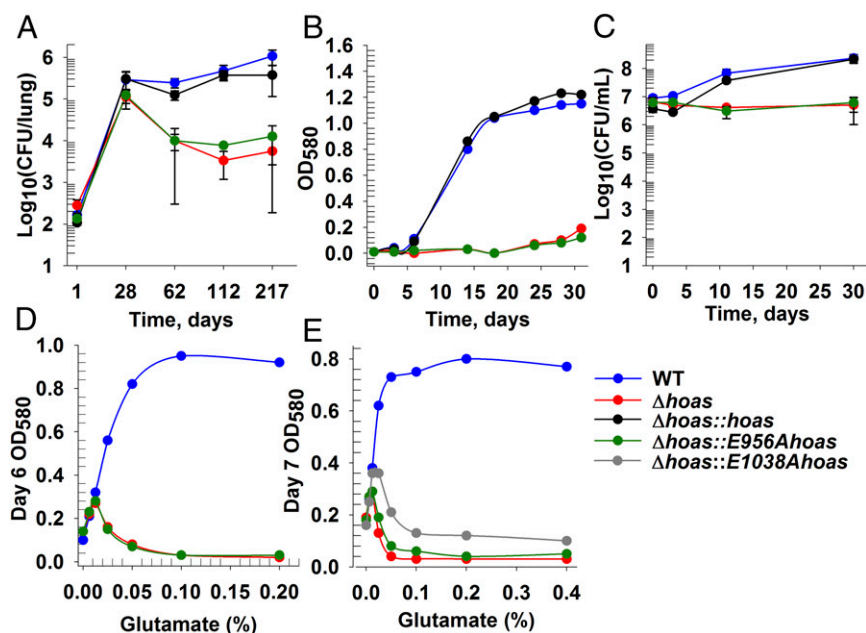 A
Log10(CFU/lung)
6
5
4
3
2
1
1 28 62 112 217
Time, days
B
OD580
1.6
1.4
1.2
1.0
0.8
0.6
0.4
0.2
0.0
0 5 10 15 20 25 30
Time, days
C
Log10(CFU/mL)
8
7
6
5
4
3
2
1
0 5 10 15 20 25 30
Time, days
D
Day 6 OD580
1.0
0.8
0.6
0.4
0.2
0.0
0.00 0.05 0.10 0.20
Glutamate (%)
E
Day 7 OD580
0.8
0.6
0.4
0.2
0.0
0.0 0.1 0.2 0.3 0.4
Glutamate (%)
WT
Δhoas
Δhoas::hoas
Δhoas::E956Ahoas
Δhoas::E1038Ahoas